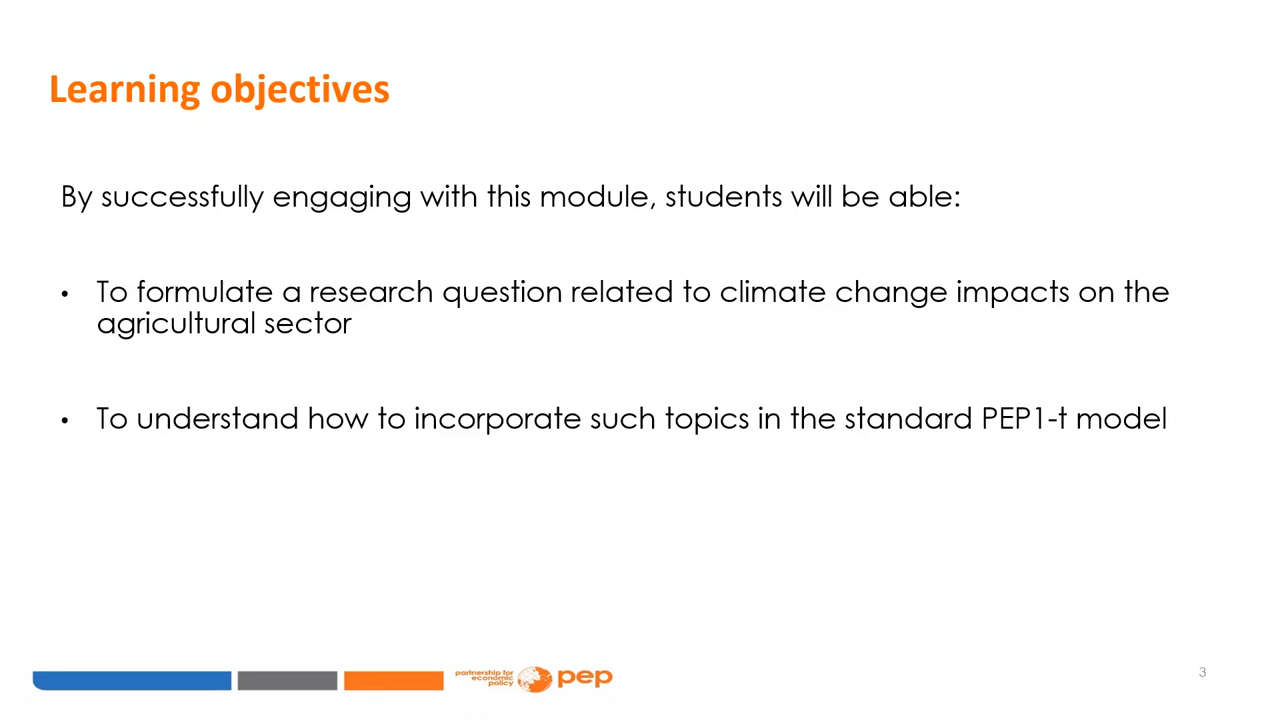 Learning objectives
By successfully engaging with this module, students will be able:
• To formulate a research question related to climate change impacts on the
agricultural sector
• To understand how to incorporate such topics in the standard PEP1-t model
partnership for
economic
policy
pep
3